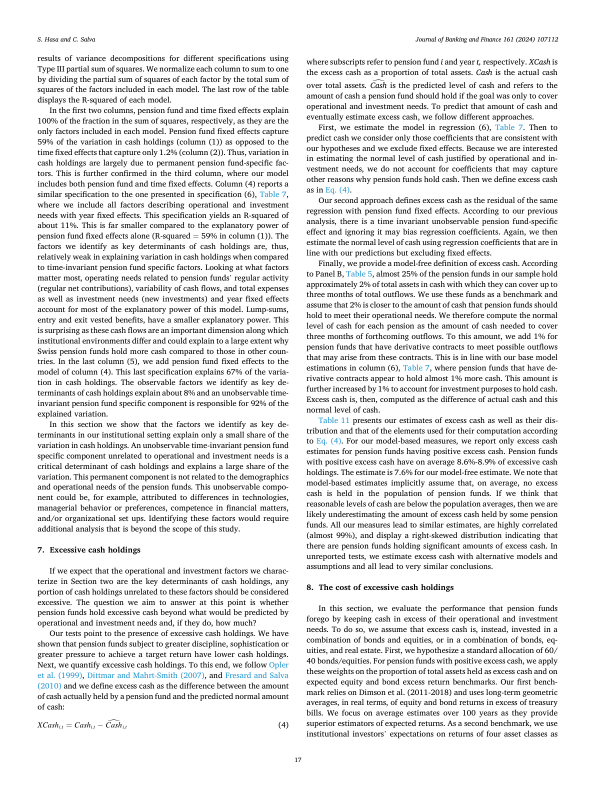 S. Hasa and C. Salva
Journal of Banking and Finance 161 (2024) 107112
results of variance decompositions for different specifications using
Type III partial sum of squares. We normalize each column to sum to one
by dividing the partial sum of squares of each factor by the total sum of
squares of the factors included in each model. The last row of the table
displays the R-squared of each model.
In the first two columns, pension fund and time fixed effects explain
100% of the fraction in the sum of squares, respectively, as they are the
only factors included in each model. Pension fund fixed effects capture
59% of the variation in cash holdings (column (1)) as opposed to the
time fixed effects that capture only 1.2% (column (2)). Thus, variation in
cash holdings are largely due to permanent pension fund-specific fac-
tors. This is further confirmed in the third column, where our model
includes both pension fund and time fixed effects. Column (4) reports a
similar specification to the one presented in specification (6), Table 7,
where we include all factors describing operational and investment
needs with year fixed effects. This specification yields an R-squared of
about 11%. This is far smaller compared to the explanatory power of
pension fund fixed effects alone (R-squared = 59% in column (1)). The
factors we identify as key determinants of cash holdings are, thus,
relatively weak in explaining variation in cash holdings when compared
to time-invariant pension fund specific factors. Looking at what factors
matter most, operating needs related to pension funds' regular activity
(regular net contributions), variability of cash flows, and total expenses
as well as investment needs (new investments) and year fixed effects
account for most of the explanatory power of this model. Lump-sums,
entry and exit vested benefits, have a smaller explanatory power. This
is surprising as these cash flows are an important dimension along which
institutional environments differ and could explain to a large extent why
Swiss pension funds hold more cash compared to those in other coun-
tries. In the last column (5), we add pension fund fixed effects to the
model of column (4). This last specification explains 67% of the varia-
tion in cash holdings. The observable factors we identify as key de-
terminants of cash holdings explain about 8% and an unobservable time-
invariant pension fund specific component is responsible for 92% of the
explained variation.
In this section we show that the factors we identify as key de-
terminants in our institutional setting explain only a small share of the
variation in cash holdings. An unobservable time-invariant pension fund
specific component unrelated to operational and investment needs is a
critical determinant of cash holdings and explains a large share of the
variation. This permanent component is not related to the demographics
and operational needs of the pension funds. This unobservable compo-
nent could be, for example, attributed to differences in technologies,
managerial behavior or preferences, competence in financial matters,
and/or organizational set ups. Identifying these factors would require
additional analysis that is beyond the scope of this study.
7. Excessive cash holdings
If we expect that the operational and investment factors we charac-
terize in Section two are the key determinants of cash holdings, any
portion of cash holdings unrelated to these factors should be considered
excessive. The question we aim to answer at this point is whether
pension funds hold excessive cash beyond what would be predicted by
operational and investment needs and, if they do, how much?
Our tests point to the presence of excessive cash holdings. We have
shown that pension funds subject to greater discipline, sophistication or
greater pressure to achieve a target return have lower cash holdings.
Next, we quantify excessive cash holdings. To this end, we follow Opler
et al. (1999), Dittmar and Mahrt-Smith (2007), and Fresard and Salva
(2010) and we define excess cash as the difference between the amount
of cash actually held by a pension fund and the predicted normal amount
of cash:
XCash_{i,t} = Cash_{i,t} − \widehat{Cash}_{i,t} (4)
where subscripts refer to pension fund i and year t, respectively. XCash is
the excess cash as a proportion of total assets. Cash is the actual cash
over total assets. \widehat{Cash} is the predicted level of cash and refers to the
amount of cash a pension fund should hold if the goal was only to cover
operational and investment needs. To predict that amount of cash and
eventually estimate excess cash, we follow different approaches.
First, we estimate the model in regression (6), Table 7. Then to
predict cash we consider only those coefficients that are consistent with
our hypotheses and we exclude fixed effects. Because we are interested
in estimating the normal level of cash justified by operational and in-
vestment needs, we do not account for coefficients that may capture
other reasons why pension funds hold cash. Then we define excess cash
as in Eq. (4).
Our second approach defines excess cash as the residual of the same
regression with pension fund fixed effects. According to our previous
analysis, there is a time invariant unobservable pension fund-specific
effect and ignoring it may bias regression coefficients. Again, we then
estimate the normal level of cash using regression coefficients that are in
line with our predictions but excluding fixed effects.
Finally, we provide a model-free definition of excess cash. According
to Panel B, Table 5, almost 25% of the pension funds in our sample hold
approximately 2% of total assets in cash with which they can cover up to
three months of total outflows. We use these funds as a benchmark and
assume that 2% is closer to the amount of cash that pension funds should
hold to meet their operational needs. We therefore compute the normal
level of cash for each pension as the amount of cash needed to cover
three months of forthcoming outflows. To this amount, we add 1% for
pension funds that have derivative contracts to meet possible outflows
that may arise from these contracts. This is in line with our base model
estimations in column (6), Table 7, where pension funds that have de-
rivative contracts appear to hold almost 1% more cash. This amount is
further increased by 1% to account for investment purposes to hold cash.
Excess cash is, then, computed as the difference of actual cash and this
normal level of cash.
Table 11 presents our estimates of excess cash as well as their dis-
tribution and that of the elements used for their computation according
to Eq. (4). For our model-based measures, we report only excess cash
estimates for pension funds having positive excess cash. Pension funds
with positive excess cash have on average 8.6%-8.9% of excessive cash
holdings. The estimate is 7.6% for our model-free estimate. We note that
model-based estimates implicitly assume that, on average, no excess
cash is held in the population of pension funds. If we think that
reasonable levels of cash are below the population averages, then we are
likely underestimating the amount of excess cash held by some pension
funds. All our measures lead to similar estimates, are highly correlated
(almost 99%), and display a right-skewed distribution indicating that
there are pension funds holding significant amounts of excess cash. In
unreported tests, we estimate excess cash with alternative models and
assumptions and all lead to very similar conclusions.
8. The cost of excessive cash holdings
In this section, we evaluate the performance that pension funds
forego by keeping cash in excess of their operational and investment
needs. To do so, we assume excess cash is, instead, invested in a
combination of bonds and equities, or in a combination of bonds, eq-
uities, and real estate. First, we hypothesize a standard allocation of 60/
40 bonds/equities. For pension funds with positive excess cash, we apply
these weights on the proportion of total assets held as excess cash and on
expected equity and bond excess return benchmarks. Our first bench-
mark relies on Dimson et al. (2011-2018) and uses long-term geometric
averages, in real terms, of equity and bond returns in excess of treasury
bills. We focus on average estimates over 100 years as they provide
superior estimators of expected returns. As a second benchmark, we use
institutional investors' expectations on returns of four asset classes as
17